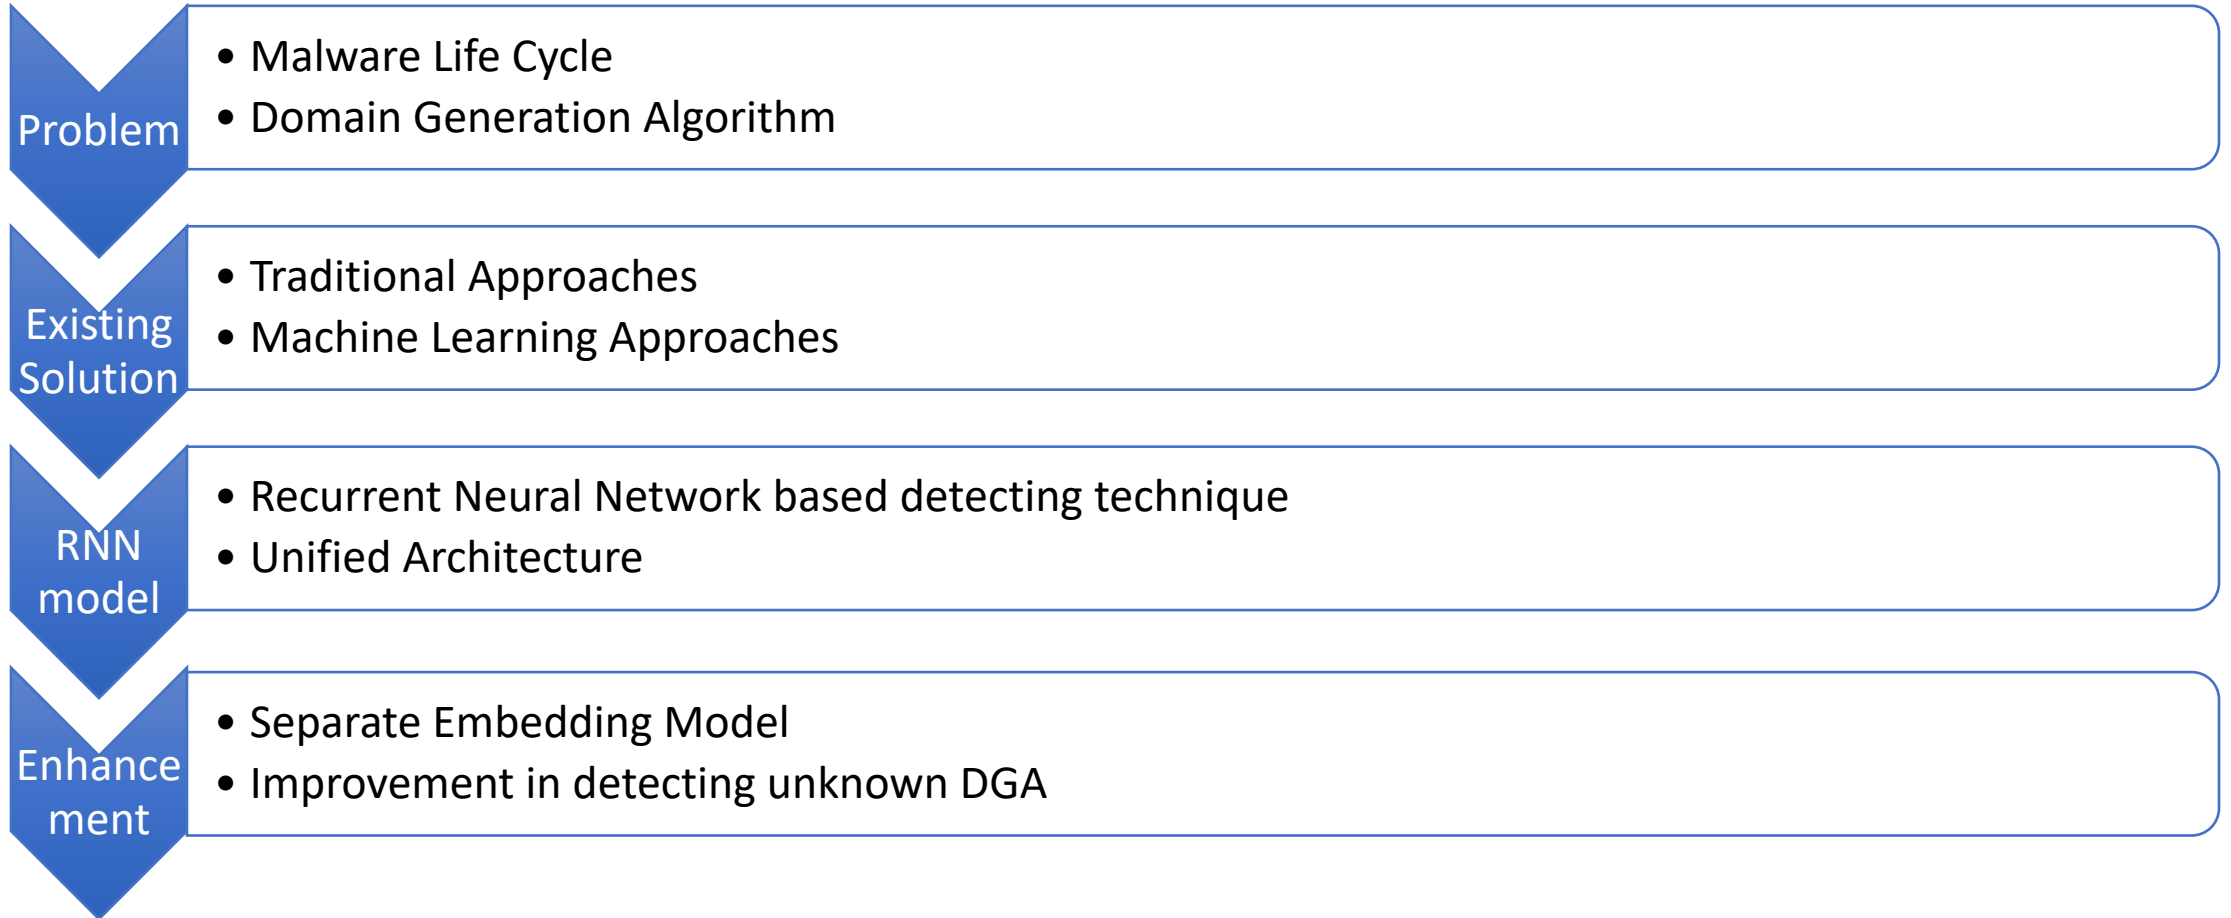 Problem
• Malware Life Cycle
• Domain Generation Algorithm
Existing
Solution
• Traditional Approaches
• Machine Learning Approaches
RNN
model
• Recurrent Neural Network based detecting technique
• Unified Architecture
Enhance
ment
• Separate Embedding Model
• Improvement in detecting unknown DGA